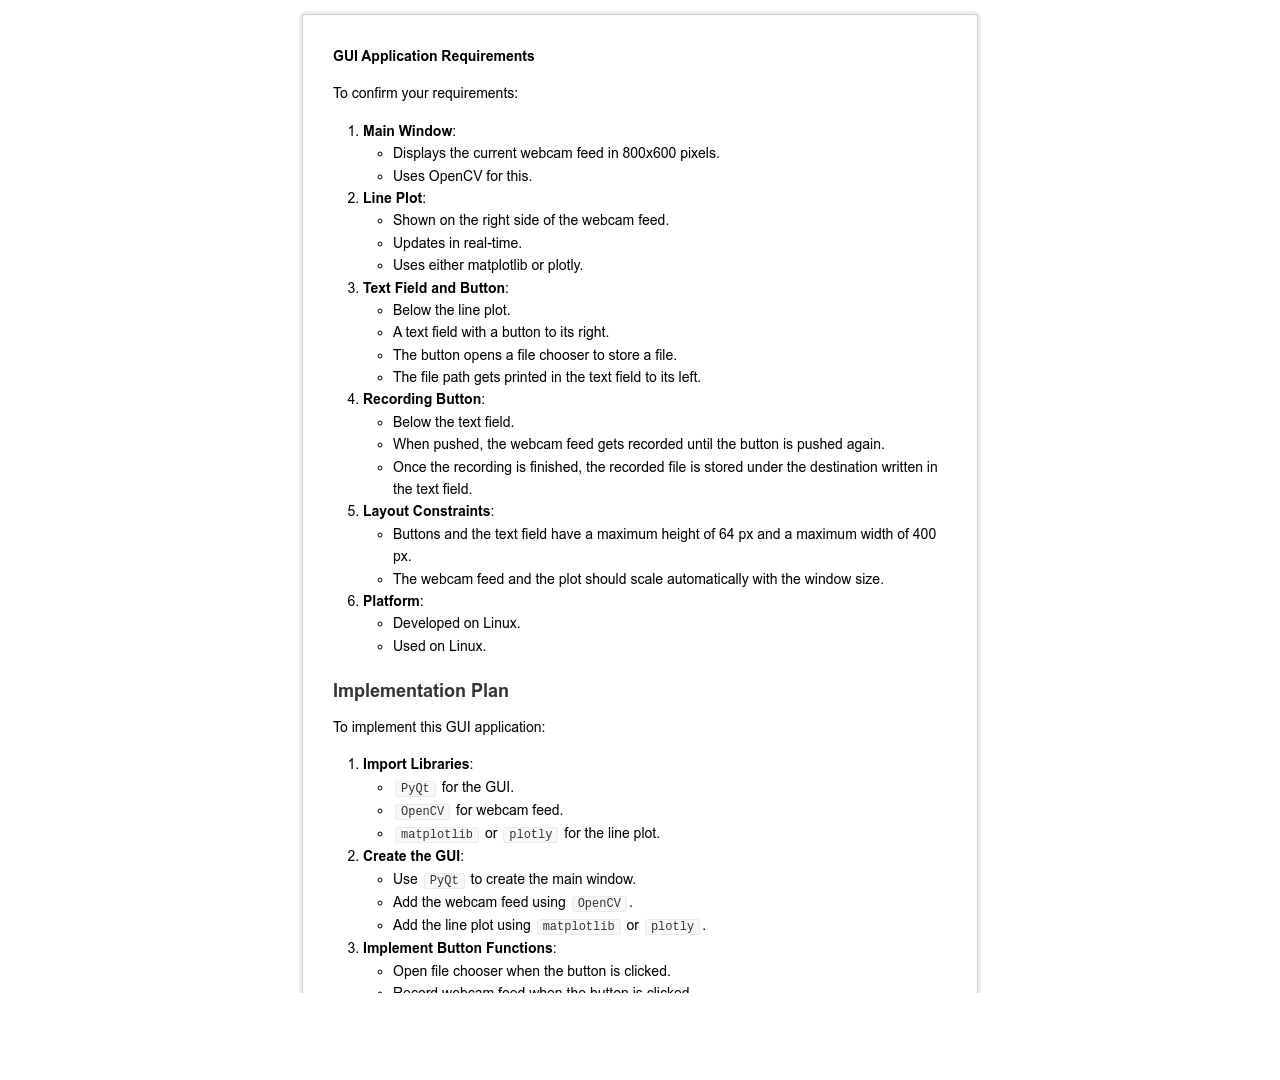 GUI Application Requirements
To confirm your requirements:
1. Main Window:
◦ Displays the current webcam feed in 800x600 pixels.
◦ Uses OpenCV for this.
2. Line Plot:
◦ Shown on the right side of the webcam feed.
◦ Updates in real-time.
◦ Uses either matplotlib or plotly.
3. Text Field and Button:
◦ Below the line plot.
◦ A text field with a button to its right.
◦ The button opens a file chooser to store a file.
◦ The file path gets printed in the text field to its left.
4. Recording Button:
◦ Below the text field.
◦ When pushed, the webcam feed gets recorded until the button is pushed again.
◦ Once the recording is finished, the recorded file is stored under the destination written in
the text field.
5. Layout Constraints:
◦ Buttons and the text field have a maximum height of 64 px and a maximum width of 400
px.
◦ The webcam feed and the plot should scale automatically with the window size.
6. Platform:
◦ Developed on Linux.
◦ Used on Linux.
Implementation Plan
To implement this GUI application:
1. Import Libraries:
◦ PyQt for the GUI.
◦ OpenCV for webcam feed.
◦ matplotlib or plotly for the line plot.
2. Create the GUI:
◦ Use PyQt to create the main window.
◦ Add the webcam feed using OpenCV.
◦ Add the line plot using matplotlib or plotly.
3. Implement Button Functions:
◦ Open file chooser when the button is clicked.
◦ Record webcam feed when the button is clicked.